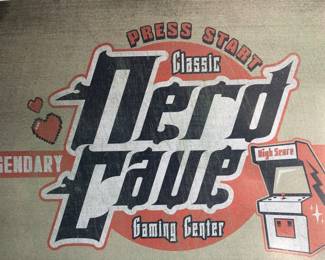 PRESS START
Classic
Nerd
GENDARY
Cave
High Score
Gaming Center